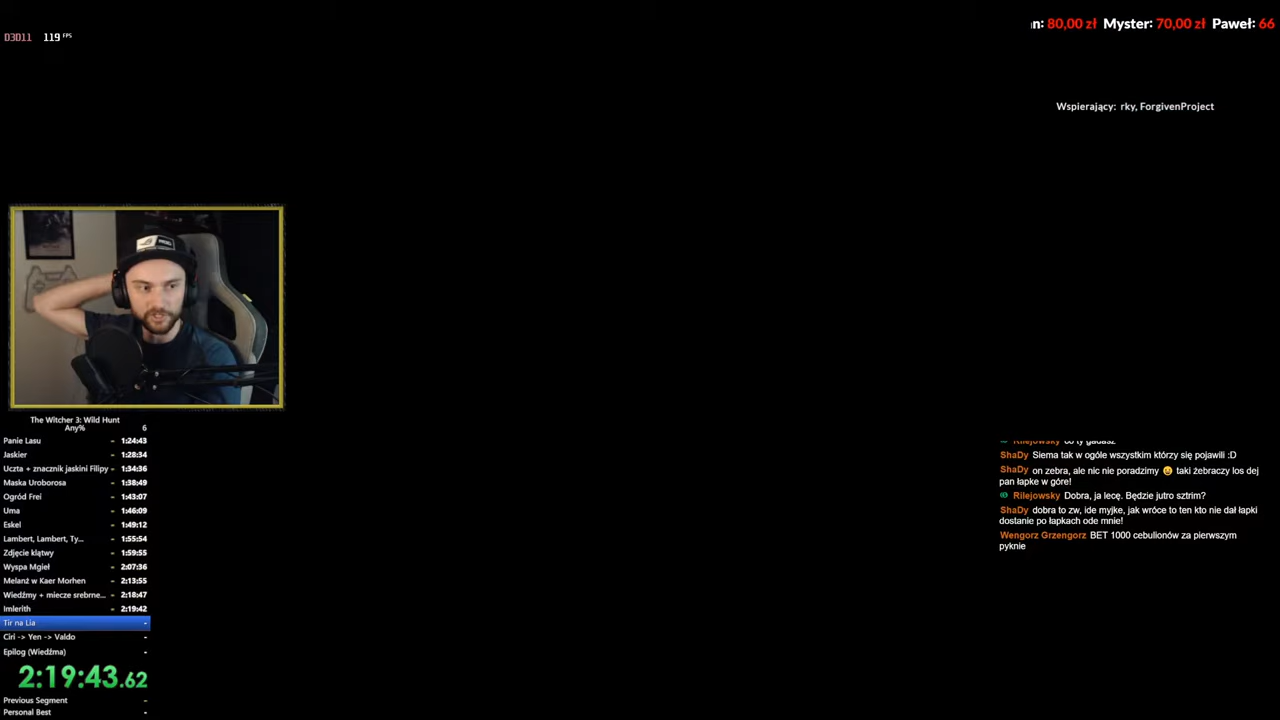 n: 80,00 zł Myster: 70,00 zł Paweł: 66
D3D11 119 FPS
Wspierający: rky, ForgivenProject
The Witcher 3: Wild Hunt
Any% 6
Panie Lasu - 1:24:43
Jaskier - 1:28:34
Uczta + znacznik jaskini Filipy - 1:34:36
Maska Uroborosa - 1:38:49
Ogród Frei - 1:43:07
Uma - 1:46:09
Eskel - 1:49:12
Lambert, Lambert, Ty... - 1:55:54
Zdjęcie klątwy - 1:59:55
Wyspa Mgieł - 2:07:36
Melanż w Kaer Morhen - 2:13:55
Wiedźmy + miecze srebrne... - 2:18:47
Imlerith - 2:19:42
Tir na Lia -
Ciri -> Yen -> Valdo -
Epilog (Wiedźma) -
2:19:43.62
Previous Segment -
Personal Best -
Rilejowsky co ty gadasz
ShaDy Siema tak w ogóle wszystkim którzy się pojawili :D
ShaDy on zebra, ale nic nie poradzimy 😀 taki żebraczy los dej
pan łapke w góre!
Rilejowsky Dobra, ja lecę. Będzie jutro sztrim?
ShaDy dobra to zw, ide myjke, jak wróce to ten kto nie dał łapki
dostanie po łapkach ode mnie!
Wengorz Grzengorz BET 1000 cebulionów za pierwszym
pyknie